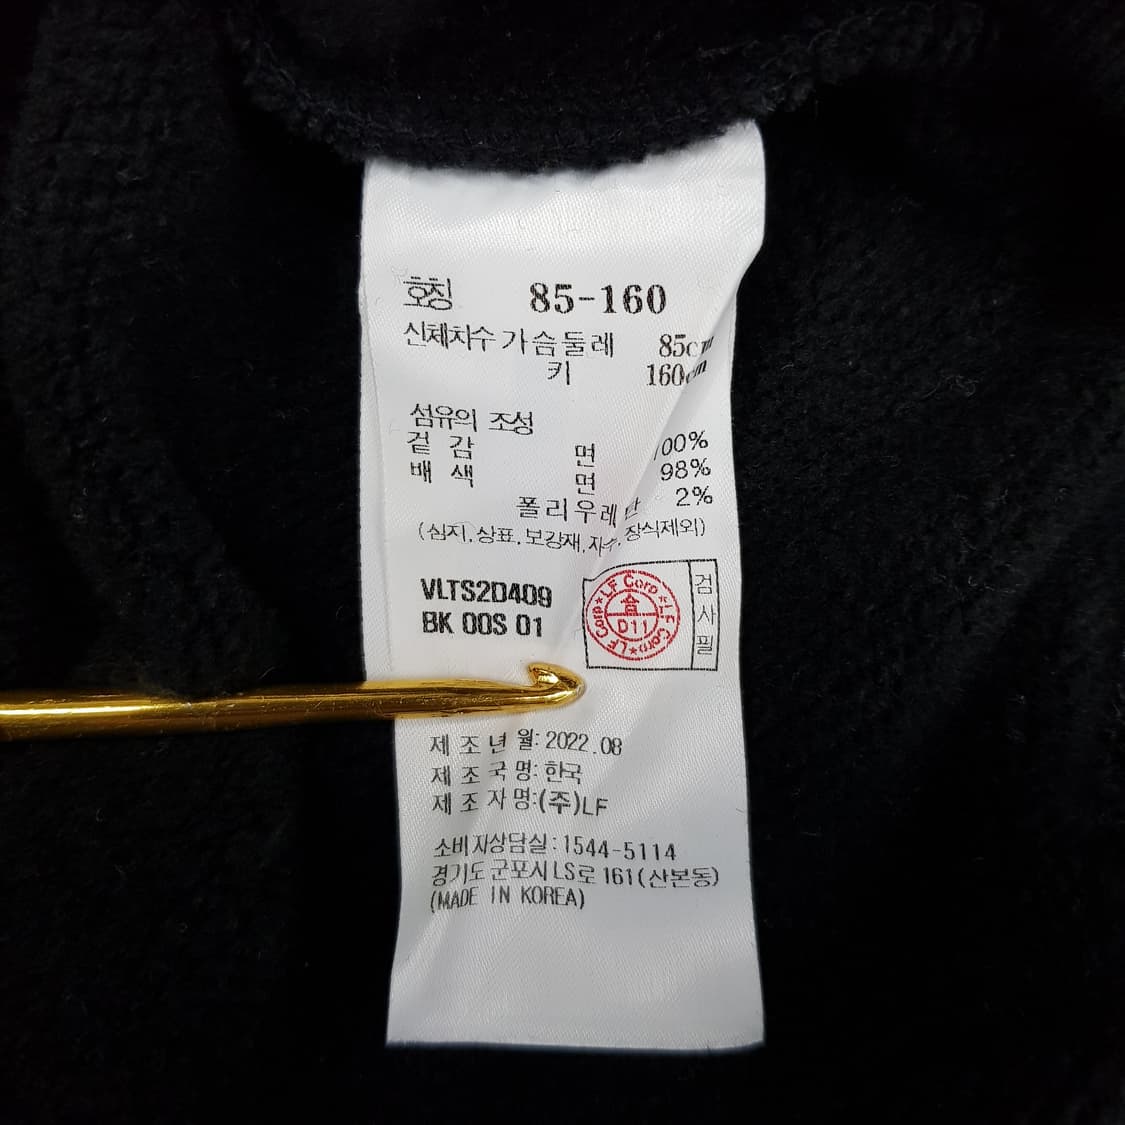 호칭 85-160
신체치수 가슴둘레 85cm
키 160cm
섬유의 조성
겉 감 면 100%
배 색 면 98%
폴리우레탄 2%
(심지.상표.보강재.자수.장식제외)
VLTS2D409
BK 00S 01
LF Corp ★ LF Corp ★ LF Corp ★
合
D11
검사필
제조년월: 2022.08
제조국명: 한국
제조자명: (주)LF
소비자상담실: 1544-5114
경기도 군포시 LS로 161(산본동)
(MADE IN KOREA)